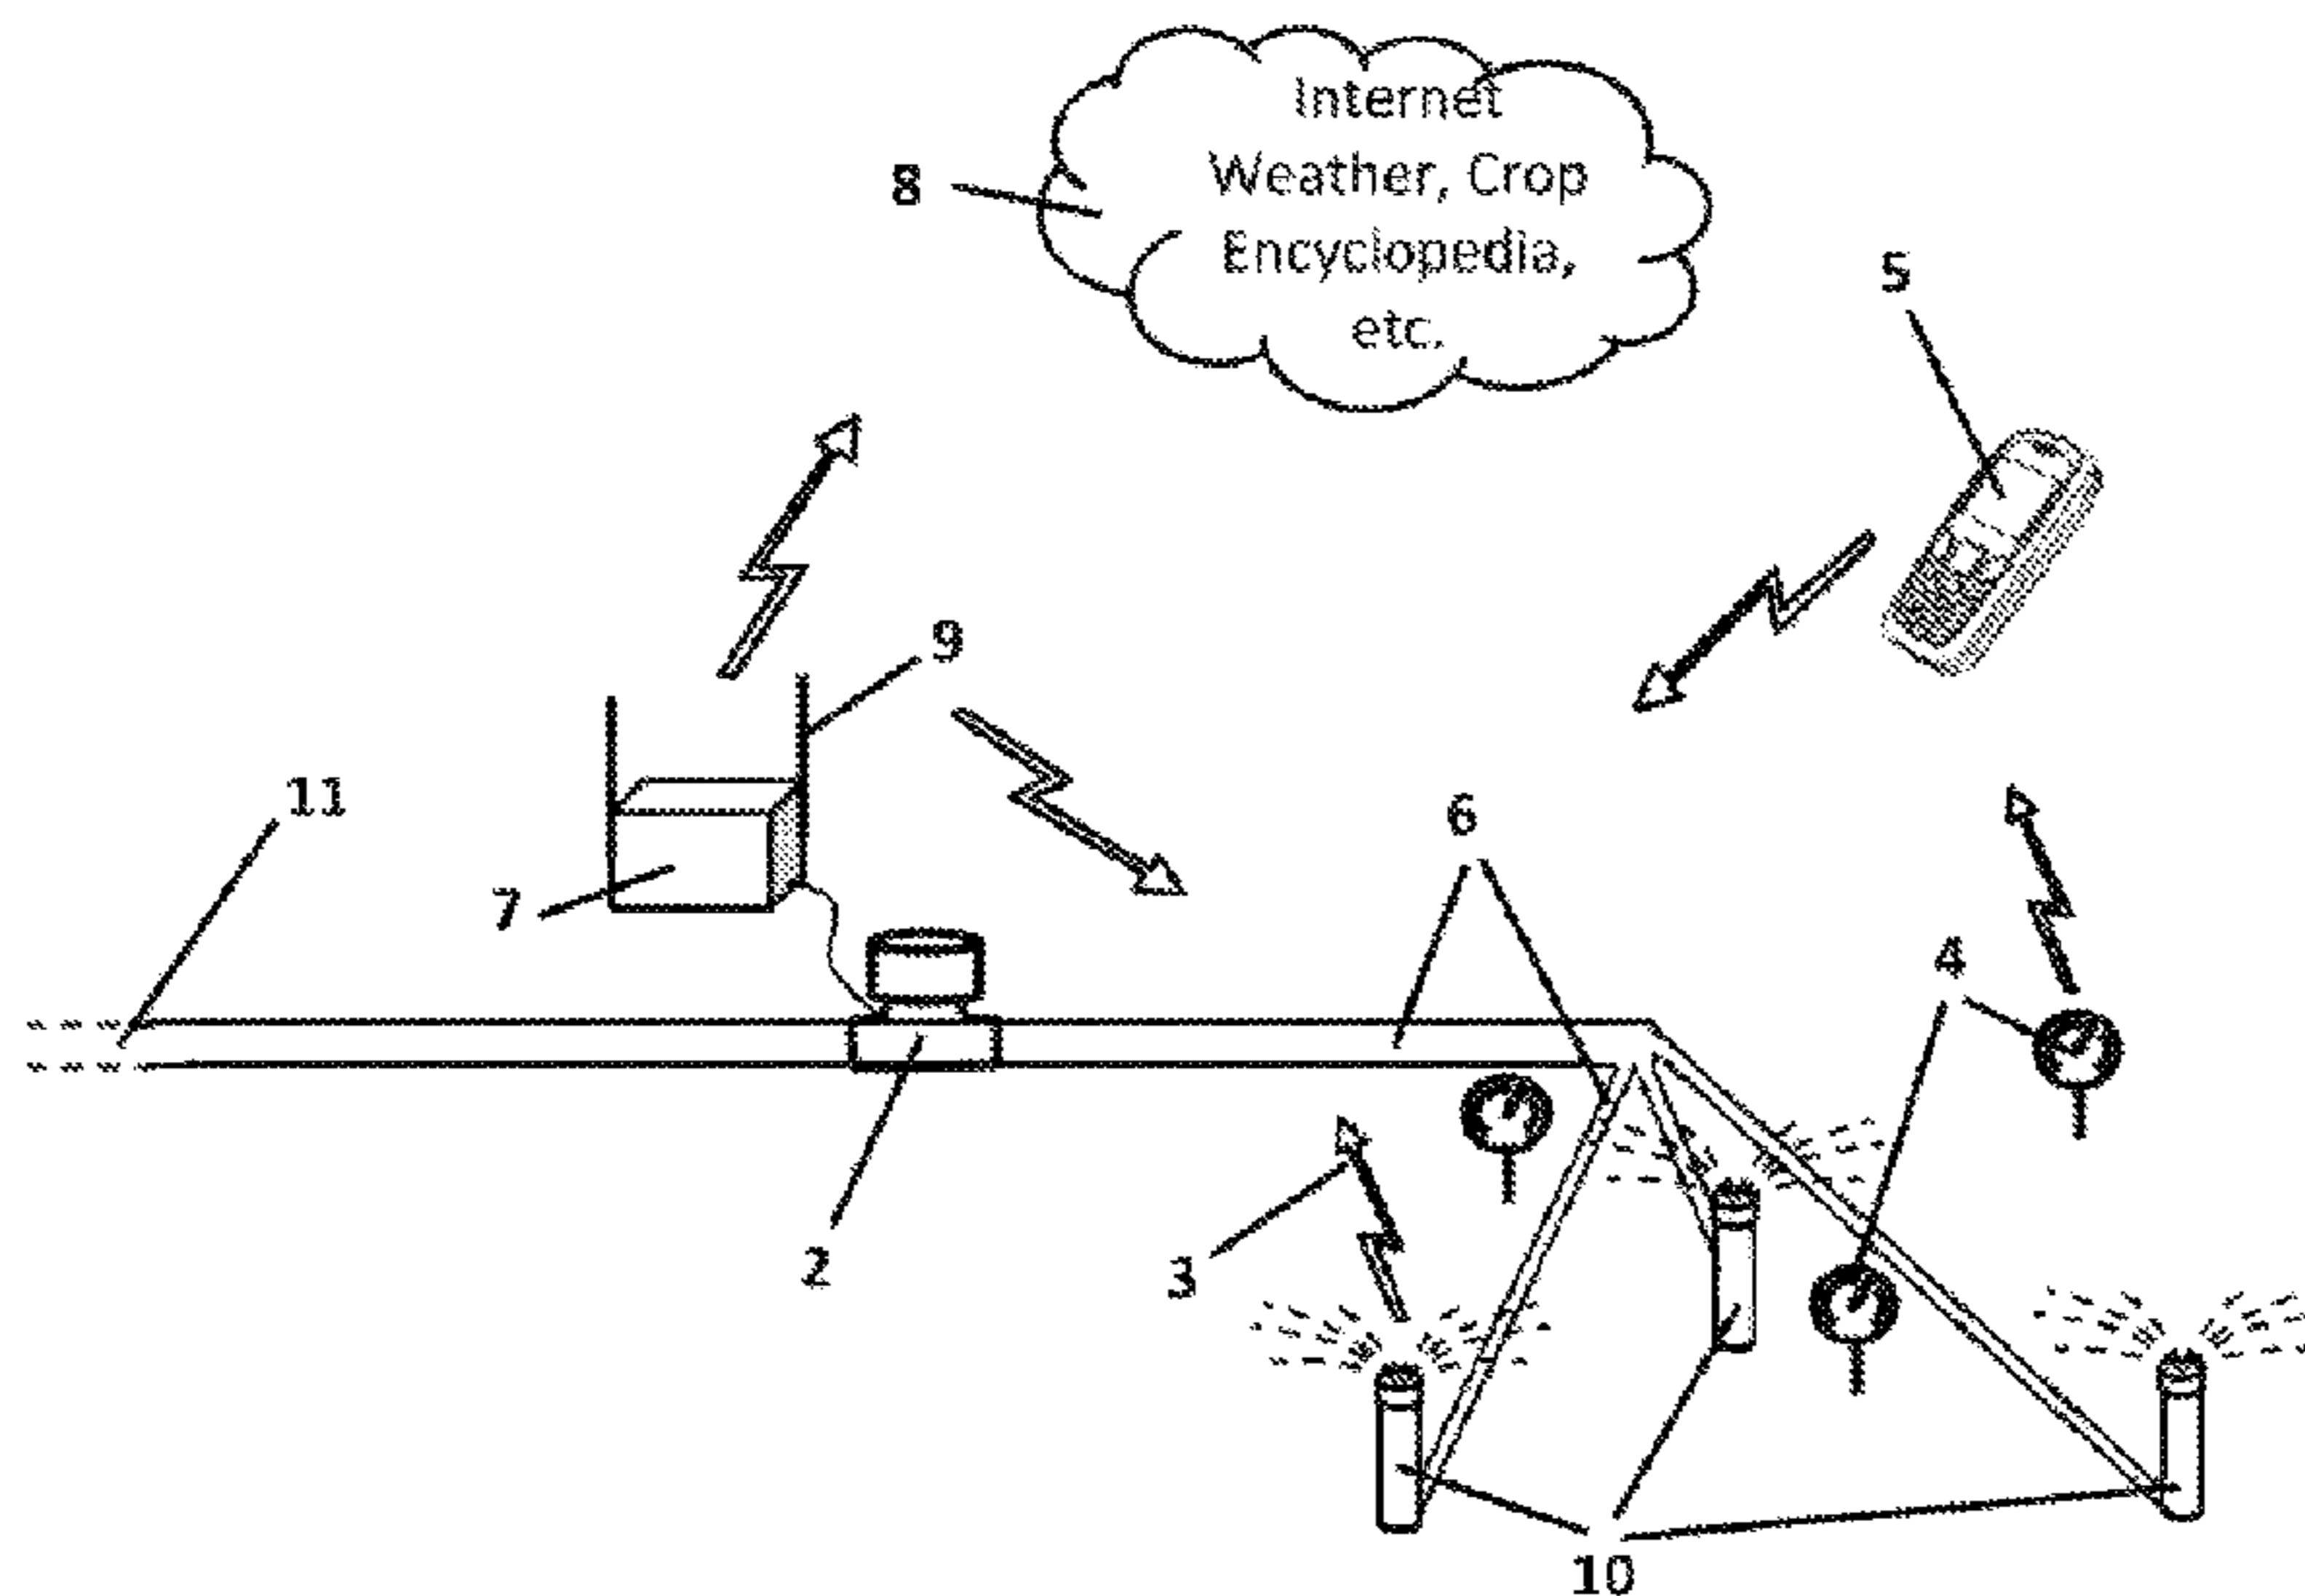 Internet
Weather, Crop
Encyclopedia,
etc.
8
5
9
11
6
7
4
2
3
10